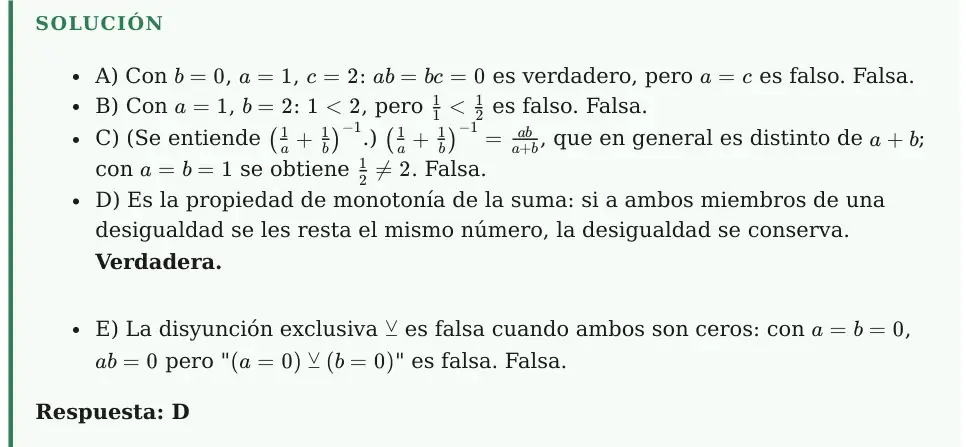 SOLUCIÓN
• A) Con b = 0, a = 1, c = 2: ab = bc = 0 es verdadero, pero a = c es falso. Falsa.
• B) Con a = 1, b = 2: 1 < 2, pero 1/1 < 1/2 es falso. Falsa.
• C) (Se entiende (1/a + 1/b)⁻¹.) (1/a + 1/b)⁻¹ = ab/(a+b), que en general es distinto de a + b;
con a = b = 1 se obtiene 1/2 ≠ 2. Falsa.
• D) Es la propiedad de monotonía de la suma: si a ambos miembros de una
desigualdad se les resta el mismo número, la desigualdad se conserva.
Verdadera.
• E) La disyunción exclusiva ⊻ es falsa cuando ambos son ceros: con a = b = 0,
ab = 0 pero "(a = 0) ⊻ (b = 0)" es falsa. Falsa.
Respuesta: D